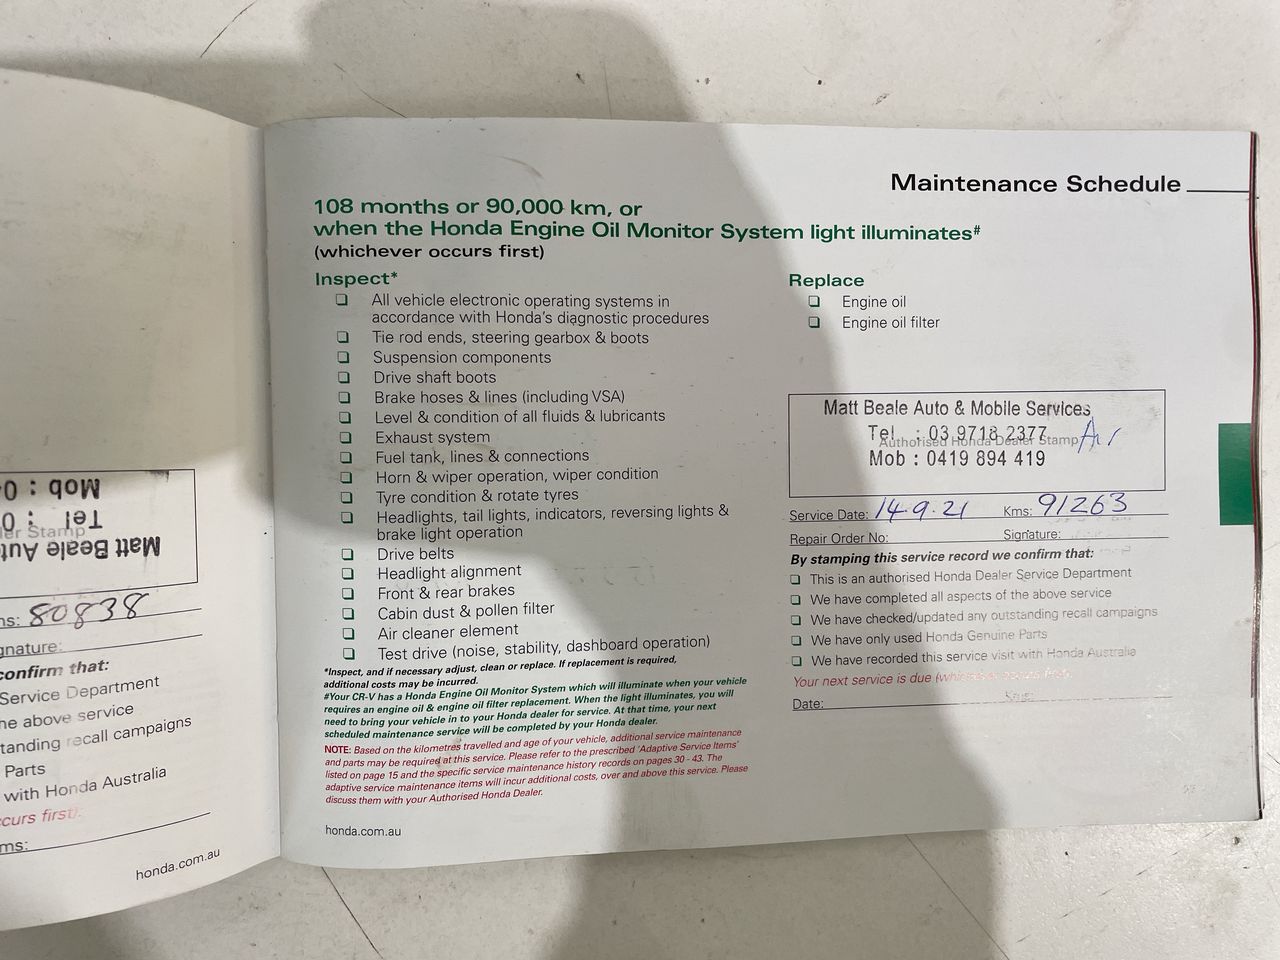 Mob : 0
Tel : 0
er Stamp
Matt Beale Aut
ms: 80838
gnature:
confirm that:
Service Department
he above service
tanding recall campaigns
Parts
with Honda Australia
ccurs first):
ms:
honda.com.au
Maintenance Schedule
108 months or 90,000 km, or
when the Honda Engine Oil Monitor System light illuminates#
(whichever occurs first)
Inspect*
❑ All vehicle electronic operating systems in
accordance with Honda's diagnostic procedures
❑ Tie rod ends, steering gearbox & boots
❑ Suspension components
❑ Drive shaft boots
❑ Brake hoses & lines (including VSA)
❑ Level & condition of all fluids & lubricants
❑ Exhaust system
❑ Fuel tank, lines & connections
❑ Horn & wiper operation, wiper condition
❑ Tyre condition & rotate tyres
❑ Headlights, tail lights, indicators, reversing lights &
brake light operation
❑ Drive belts
❑ Headlight alignment
❑ Front & rear brakes
❑ Cabin dust & pollen filter
❑ Air cleaner element
❑ Test drive (noise, stability, dashboard operation)
*Inspect, and if necessary adjust, clean or replace. If replacement is required,
additional costs may be incurred.
#Your CR-V has a Honda Engine Oil Monitor System which will illuminate when your vehicle
requires an engine oil & engine oil filter replacement. When the light illuminates, you will
need to bring your vehicle in to your Honda dealer for service. At that time, your next
scheduled maintenance service will be completed by your Honda dealer.
NOTE: Based on the kilometres travelled and age of your vehicle, additional service maintenance
and parts may be required at this service. Please refer to the prescribed 'Adaptive Service Items'
listed on page 15 and the specific service maintenance history records on pages 30 - 43. The
adaptive service maintenance items will incur additional costs, over and above this service. Please
discuss them with your Authorised Honda Dealer.
honda.com.au
Replace
❑ Engine oil
❑ Engine oil filter
Matt Beale Auto & Mobile Services
Tel : 03 9718 2377
Authorised Honda Dealer Stamp
Mob : 0419 894 419
Service Date: 14.9.21 Kms: 91263
Repair Order No: Signature:
By stamping this service record we confirm that:
❑ This is an authorised Honda Dealer Service Department
❑ We have completed all aspects of the above service
❑ We have checked/updated any outstanding recall campaigns
❑ We have only used Honda Genuine Parts
❑ We have recorded this service visit with Honda Australia
Your next service is due (whichever occurs first):
Date: Kms: